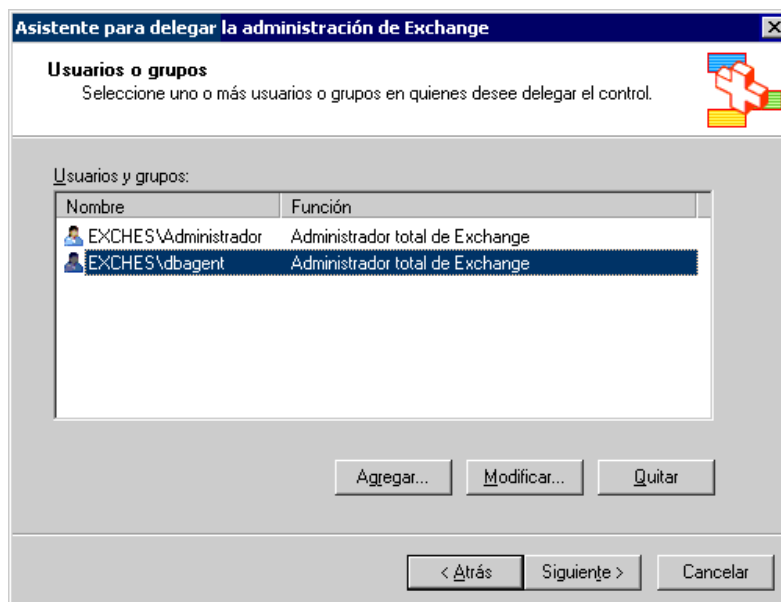 Asistente para delegar la administración de Exchange
Usuarios o grupos
Seleccione uno o más usuarios o grupos en quienes desee delegar el control.
Usuarios y grupos:
Nombre Función
EXCHES\Administrador Administrador total de Exchange
EXCHES\dbagent Administrador total de Exchange
Agregar... Modificar... Quitar
< Atrás Siguiente > Cancelar